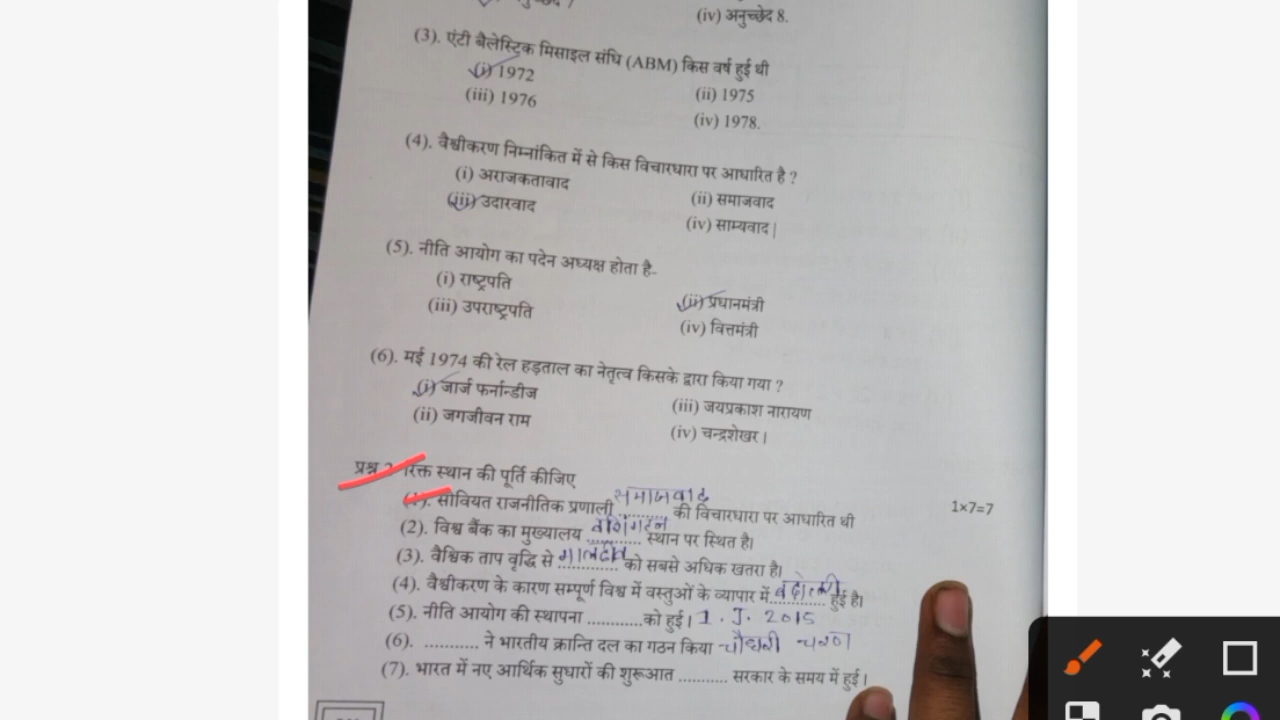 (iv) अनुच्छेद 8.
(3). एंटी बैलेस्ट्रिक मिसाइल संधि (ABM) किस वर्ष हुई थी
(i) 1972
(ii) 1975
(iii) 1976
(iv) 1978.
(4). वैश्वीकरण निम्नांकित में से किस विचारधारा पर आधारित है ?
(i) अराजकतावाद
(ii) समाजवाद
(iii) उदारवाद
(iv) साम्यवाद|
(5). नीति आयोग का पदेन अध्यक्ष होता है-
(i) राष्ट्रपति
(ii) प्रधानमंत्री
(iii) उपराष्ट्रपति
(iv) वित्तमंत्री
(6). मई 1974 की रेल हड़ताल का नेतृत्व किसके द्वारा किया गया ?
(i) जार्ज फर्नान्डीज
(iii) जयप्रकाश नारायण
(ii) जगजीवन राम
(iv) चन्द्रशेखर।
प्रश्न 2 रिक्त स्थान की पूर्ति कीजिए
1×7=7
(1). सोवियत राजनीतिक प्रणाली समाजवाद की विचारधारा पर आधारित थी
(2). विश्व बैंक का मुख्यालय वाशिंगटन स्थान पर स्थित है।
(3). वैश्विक ताप वृद्धि से मालदीव को सबसे अधिक खतरा है।
(4). वैश्वीकरण के कारण सम्पूर्ण विश्व में वस्तुओं के व्यापार में ............ हुई है।
(5). नीति आयोग की स्थापना ............को हुई। 1. J. 2015
(6). ............ ने भारतीय क्रान्ति दल का गठन किया चौधरी चरण
(7). भारत में नए आर्थिक सुधारों की शुरूआत ........... सरकार के समय में हुई।